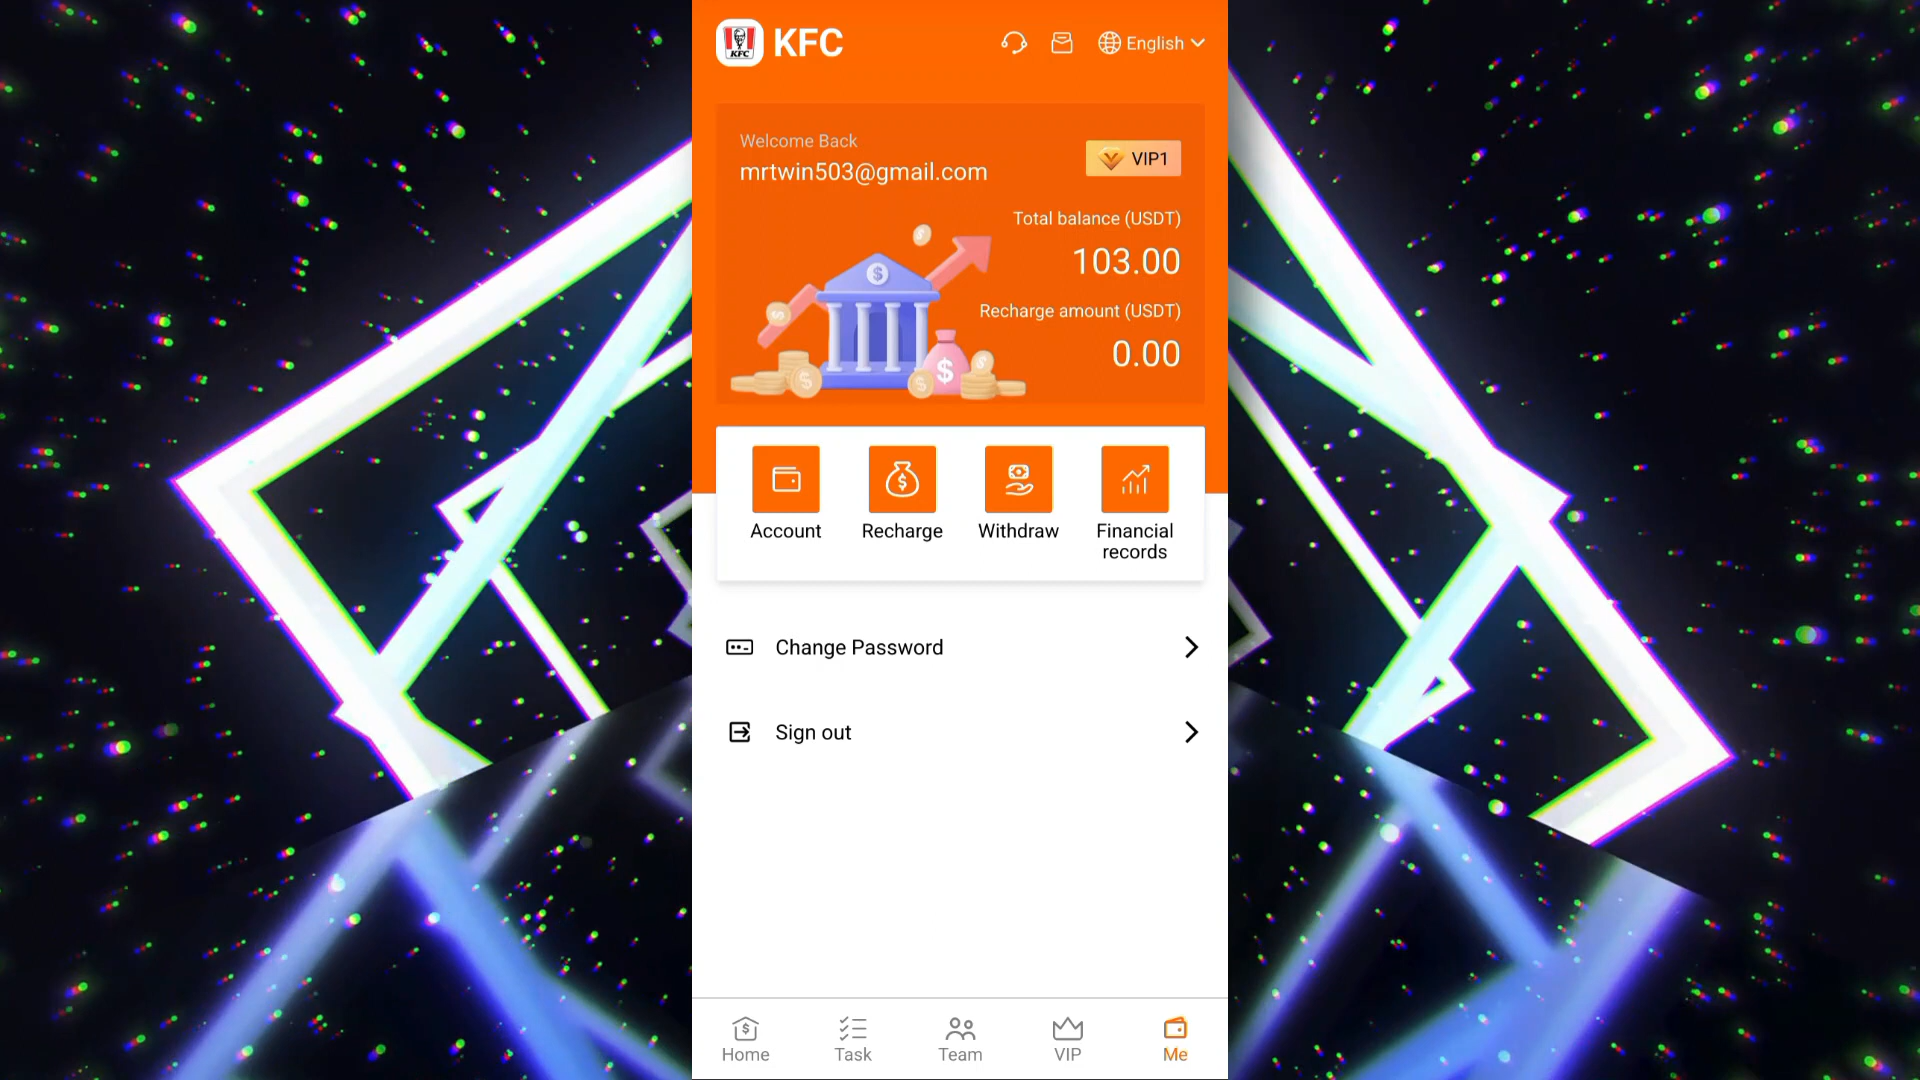 KFC
KFC
English
Welcome Back
mrtwin503@gmail.com
VIP1
Total balance (USDT)
103.00
Recharge amount (USDT)
0.00
Account
Recharge
Withdraw
Financial
records
Change Password
Sign out
Home
Task
Team
VIP
Me